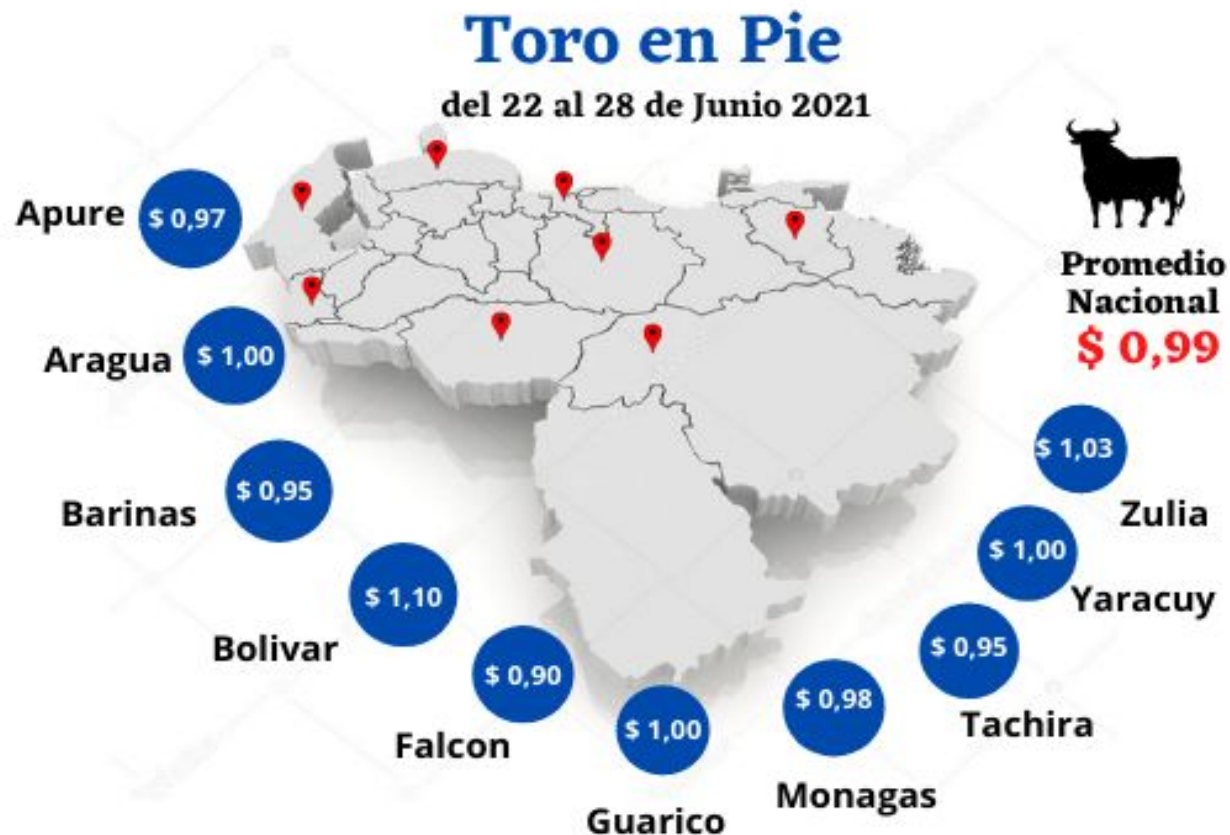 Toro en Pie
del 22 al 28 de Junio 2021
Apure
$ 0,97
Aragua
$ 1,00
Barinas
$ 0,95
Bolivar
$ 1,10
Falcon
$ 0,90
Guarico
$ 1,00
Monagas
$ 0,98
Tachira
$ 0,95
Yaracuy
$ 1,00
Zulia
$ 1,03
Promedio
Nacional
$ 0,99